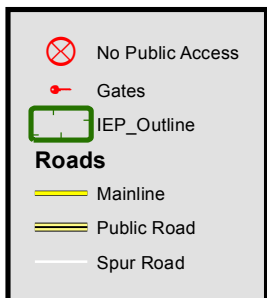 No Public Access
Gates
IEP_Outline
Roads
Mainline
Public Road
Spur Road